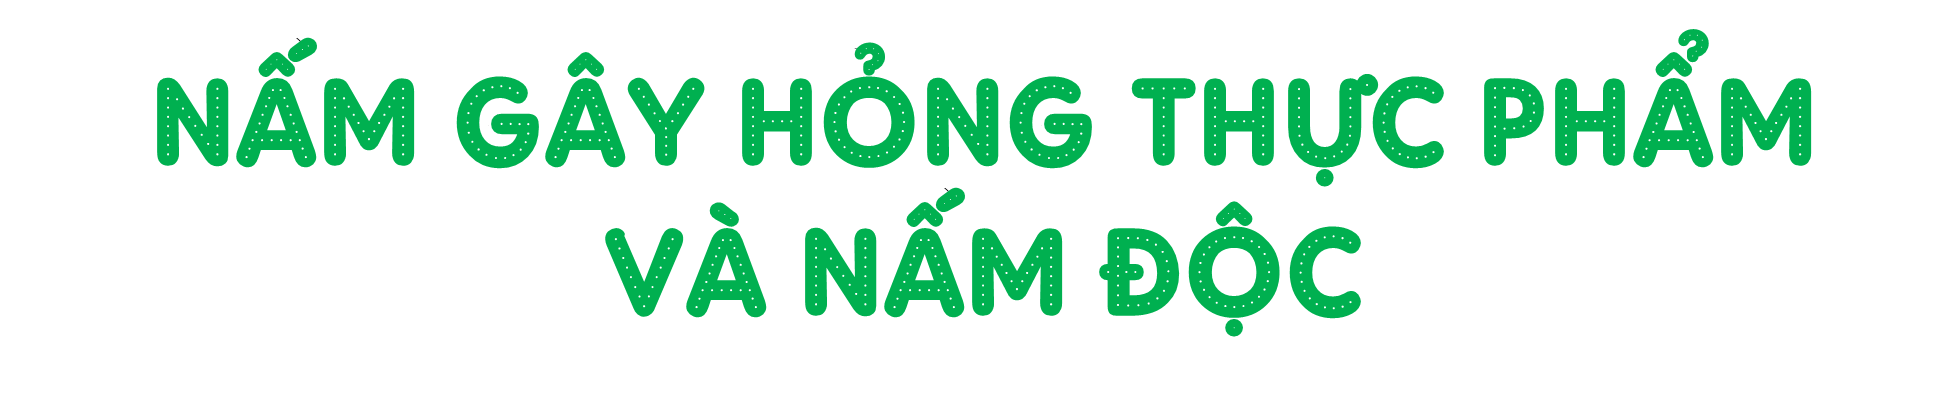 NẤM GÂY HỎNG THỰC PHẨM
VÀ NẤM ĐỘC